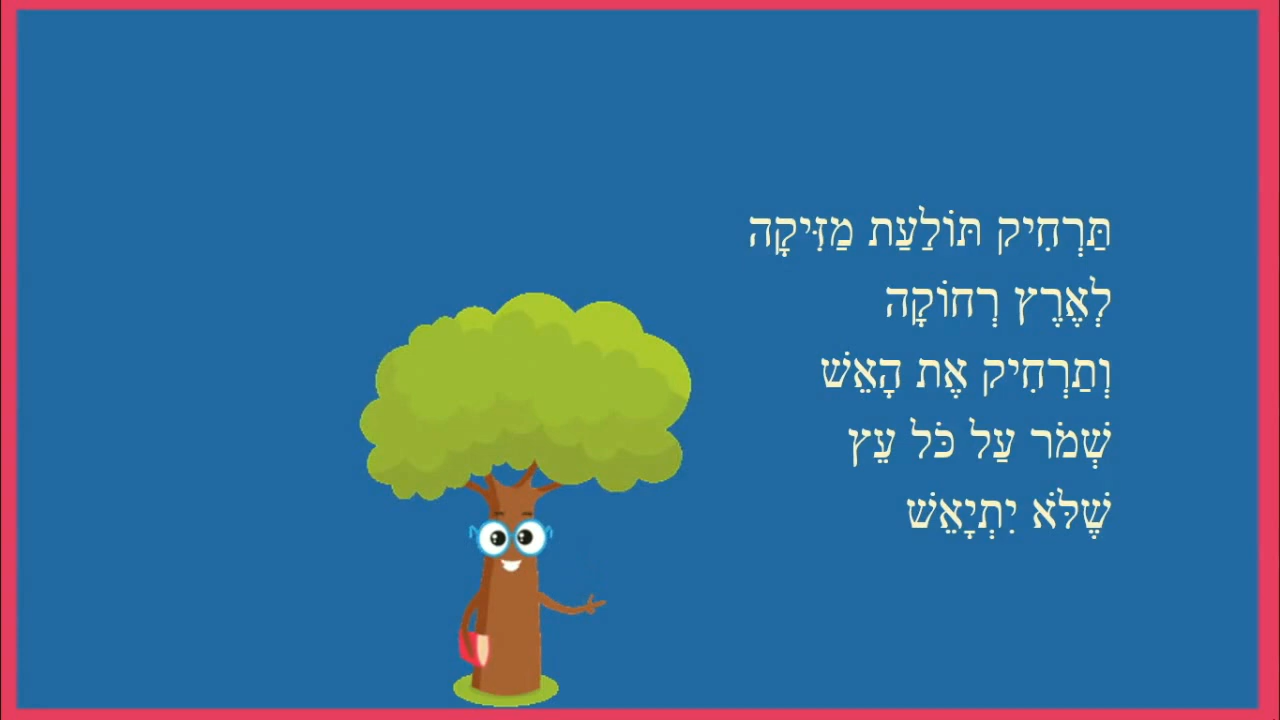 תַּרְחִיק תּוֹלַעַת מַזִּיקָה
לְאֶרֶץ רְחוֹקָה
וְתַרְחִיק אֶת הָאֵשׁ
שְׁמֹר עַל כֹּל עֵץ
שֶׁלֹּא יִתְיָאֵשׁ